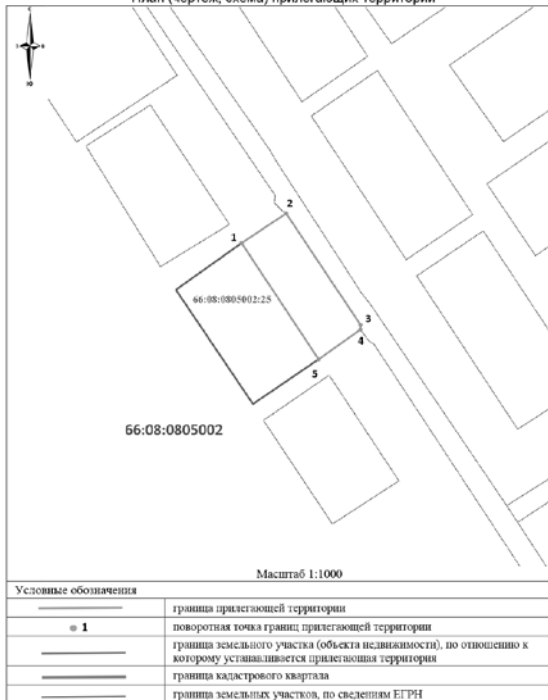 План (чертеж, схема) прилегающих территорий
2
1
66:08:0805002:25
3
4
5
66:08:0805002
Масштаб 1:1000
Условные обозначения
граница прилегающей территории
1 поворотная точка границ прилегающей территории
граница земельного участка (объекта недвижимости), по отношению к
которому устанавливается прилегающая территория
граница кадастрового квартала
граница земельных участков, по сведениям ЕГРН